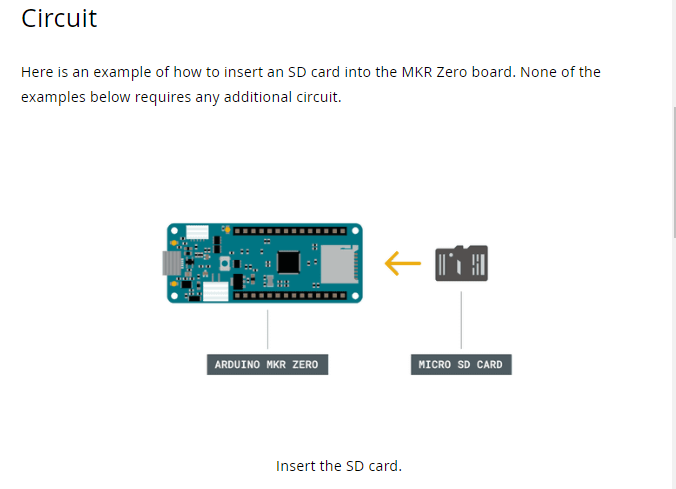 Circuit
Here is an example of how to insert an SD card into the MKR Zero board. None of the
examples below requires any additional circuit.
ARDUINO MKR ZERO
MICRO SD CARD
Insert the SD card.